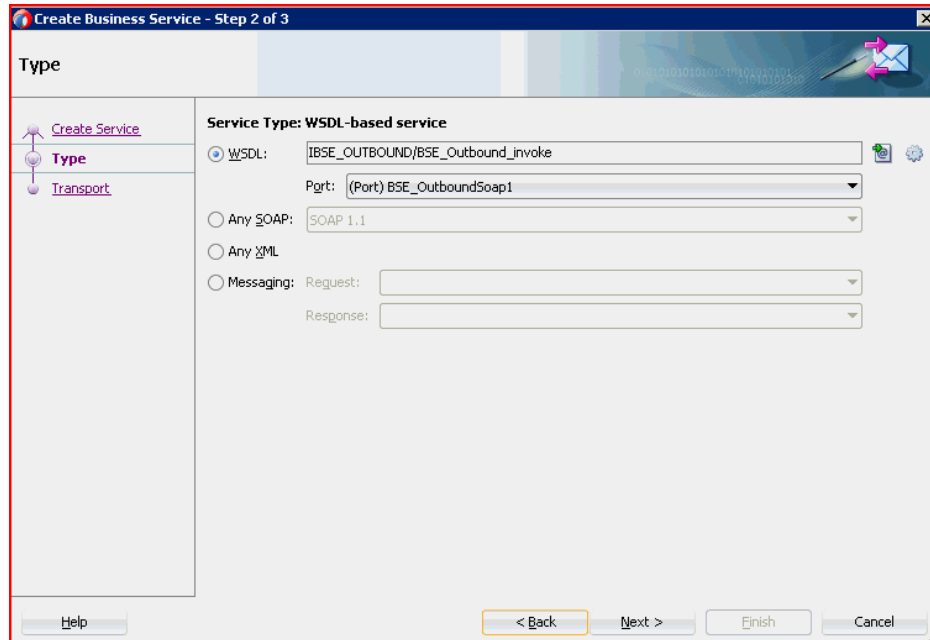 Create Business Service - Step 2 of 3
Type
Create Service
Type
Transport
Service Type: WSDL-based service
WSDL: IBSE_OUTBOUND/BSE_Outbound_invoke
Port: (Port) BSE_OutboundSoap1
Any SOAP: SOAP 1.1
Any XML
Messaging: Request:
Response:
Help < Back Next > Finish Cancel